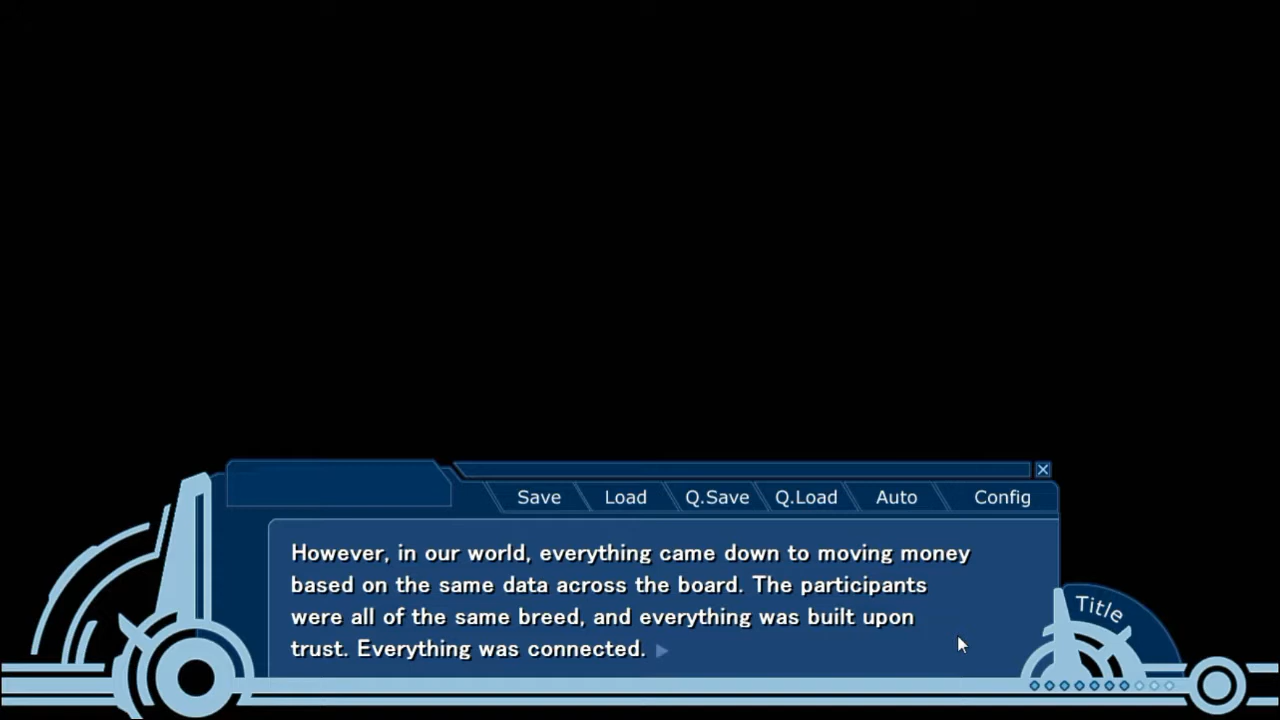 Save Load Q.Save Q.Load Auto Config
However, in our world, everything came down to moving money
based on the same data across the board. The participants
were all of the same breed, and everything was built upon
trust. Everything was connected.
Title